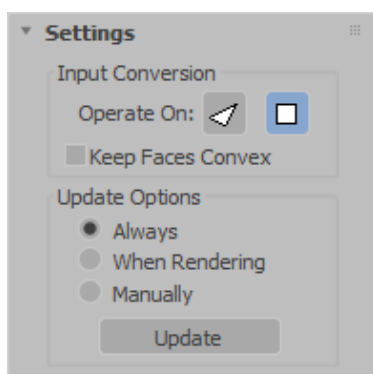 Settings
Input Conversion
Operate On:
Keep Faces Convex
Update Options
Always
When Rendering
Manually
Update